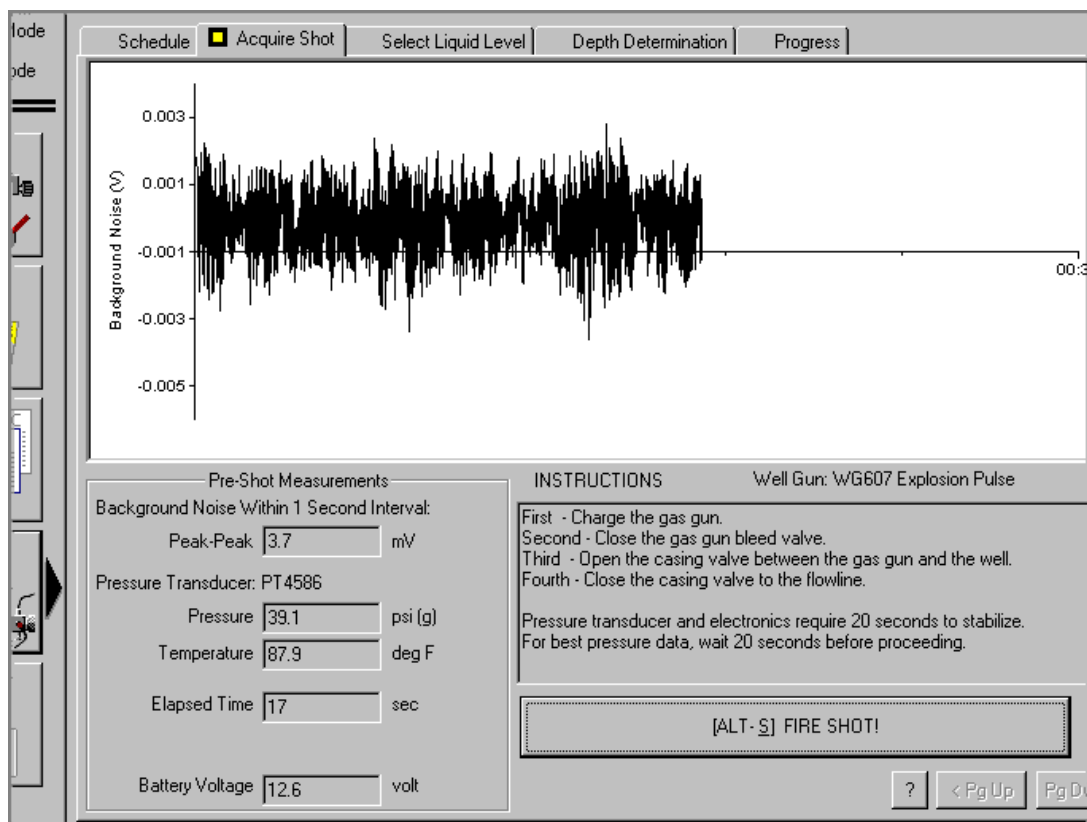 Schedule
Acquire Shot
Select Liquid Level
Depth Determination
Progress
0.003
0.001
-0.001
-0.003
-0.005
Background Noise (V)
Pre-Shot Measurements
Background Noise Within 1 Second Interval:
Peak-Peak 3.7 mV
Pressure Transducer: PT4586
Pressure 39.1 psi (g)
Temperature 87.9 deg F
Elapsed Time 17 sec
Battery Voltage 12.6 volt
INSTRUCTIONS
Well Gun: WG607 Explosion Pulse
First - Charge the gas gun.
Second - Close the gas gun bleed valve.
Third - Open the casing valve between the gas gun and the well.
Fourth - Close the casing valve to the flowline.
Pressure transducer and electronics require 20 seconds to stabilize.
For best pressure data, wait 20 seconds before proceeding.
[ALT- S] FIRE SHOT!
?
< Pg Up
Pg